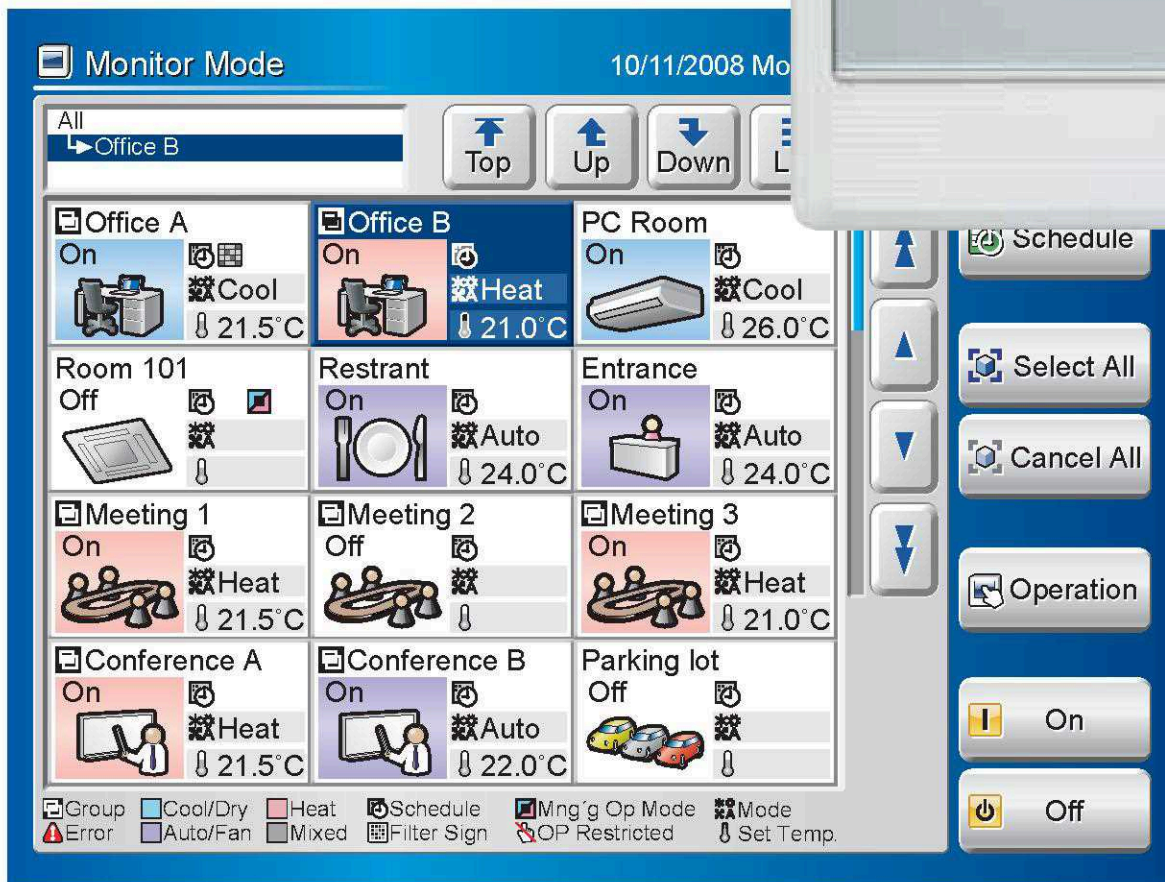 Monitor Mode
10/11/2008
All
Office B
Top
Up
Down
Office A
On
Cool
21.5°C
Office B
On
Heat
21.0°C
PC Room
On
Cool
26.0°C
Schedule
Room 101
Off
Restrant
On
Auto
24.0°C
Entrance
On
Auto
24.0°C
Select All
Cancel All
Meeting 1
On
Heat
21.5°C
Meeting 2
Off
Meeting 3
On
Heat
21.0°C
Operation
Conference A
On
Heat
21.5°C
Conference B
On
Auto
22.0°C
Parking lot
Off
On
Off
Group Cool/Dry Heat Schedule Mng'g Op Mode Mode
Error Auto/Fan Mixed Filter Sign OP Restricted Set Temp.